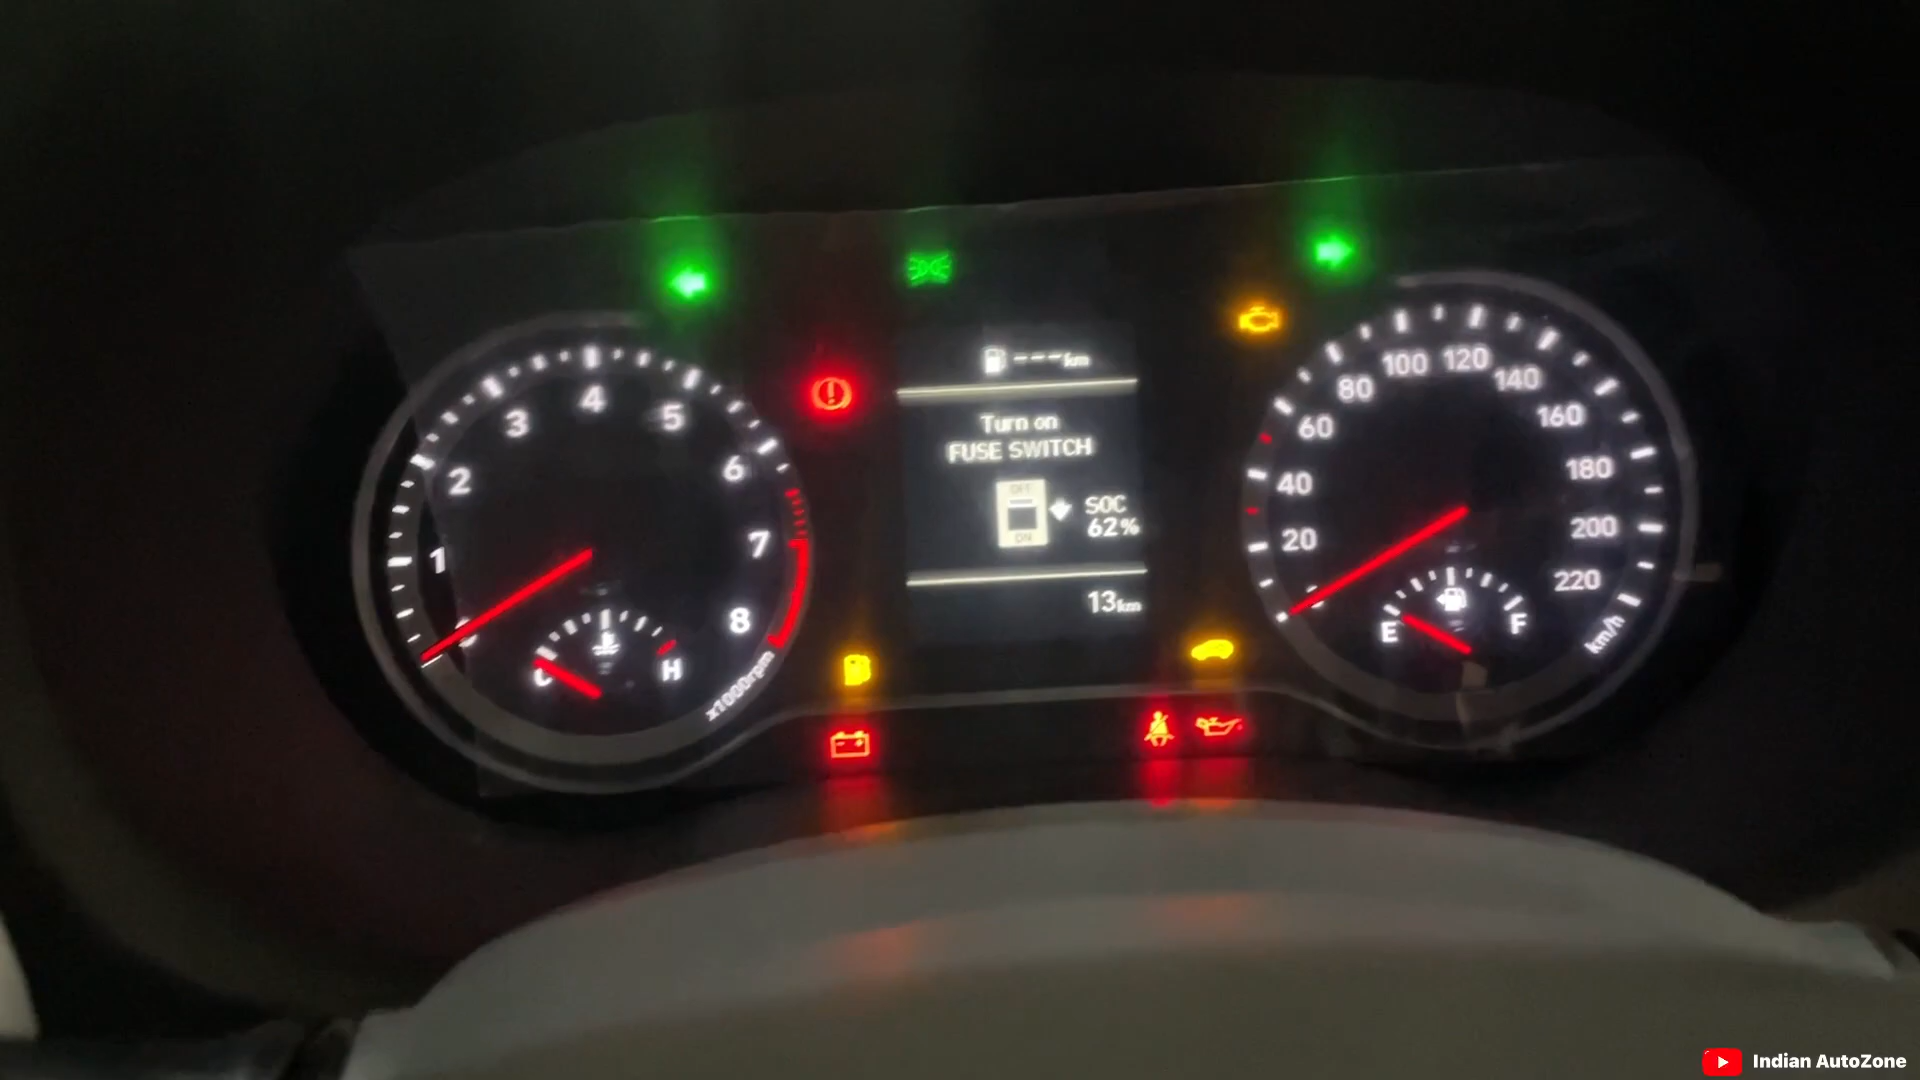 ---km
Turn on
FUSE SWITCH
OFF
ON
SOC
62%
13km
1
2
3
4
5
6
7
8
x1000rpm
C
H
20
40
60
80
100
120
140
160
180
200
220
km/h
E
F
Indian AutoZone